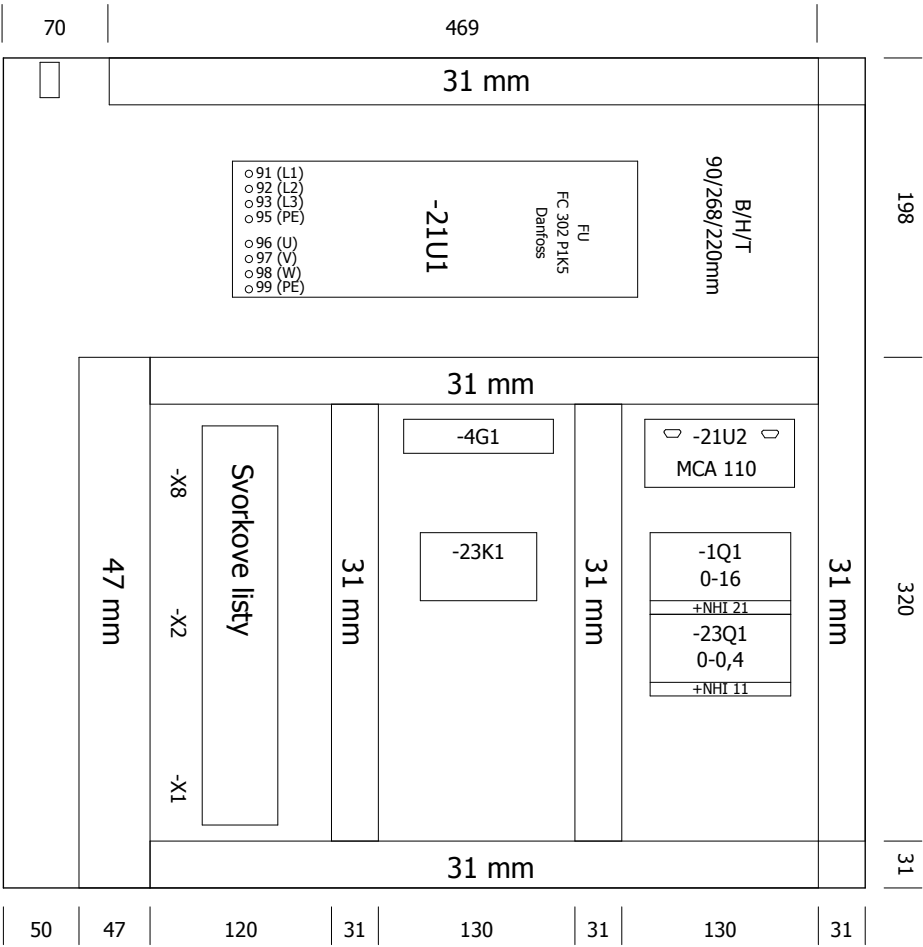 70
469
31 mm
91 (L1)
92 (L2)
93 (L3)
95 (PE)
96 (U)
97 (V)
98 (W)
99 (PE)
-21U1
FU
FC 302 P1K5
Danfoss
B/H/T
90/268/220mm
198
31 mm
-4G1
-21U2
MCA 110
-X8
Svorkove listy
-23K1
-1Q1
0-16
+NHI 21
-23Q1
0-0,4
+NHI 11
47 mm
-X2
31 mm
31 mm
31 mm
320
-X1
31 mm
31
50
47
120
31
130
31
130
31